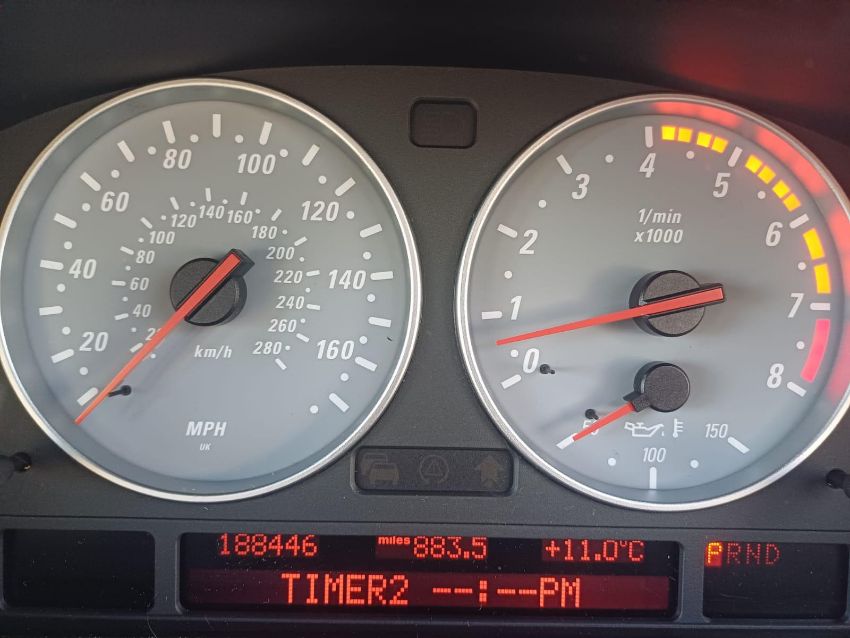 20 40 60 80 100 120 140 160
20 40 60 80 100 120 140 160 180 200 220 240 260 280
km/h
MPH
UK
0 1 2 3 4 5 6 7 8
1/min
x1000
50 100 150
188446 miles 883.5 +11.0°C PRND
TIMER2 --:--PM